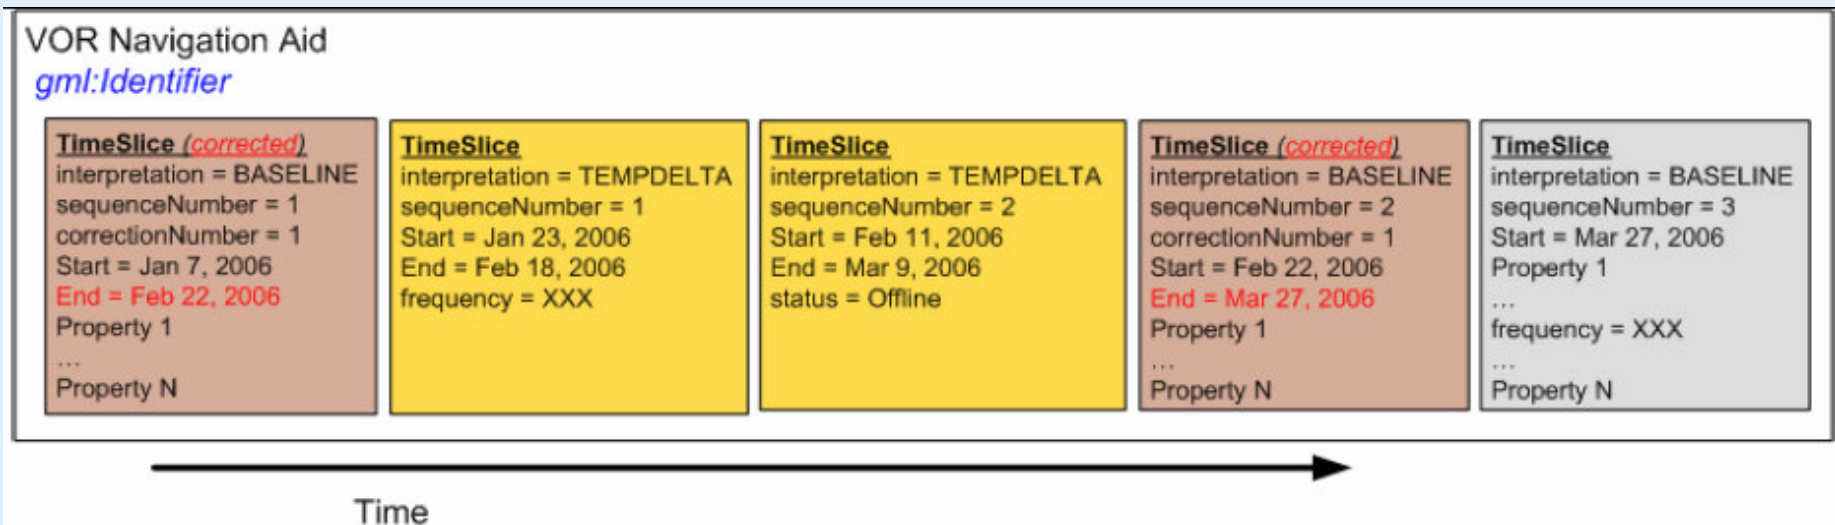 VOR Navigation Aid
gml:Identifier
TimeSlice (corrected)
interpretation = BASELINE
sequenceNumber = 1
correctionNumber = 1
Start = Jan 7, 2006
End = Feb 22, 2006
Property 1
...
Property N
TimeSlice
interpretation = TEMPDELTA
sequenceNumber = 1
Start = Jan 23, 2006
End = Feb 18, 2006
frequency = XXX
TimeSlice
interpretation = TEMPDELTA
sequenceNumber = 2
Start = Feb 11, 2006
End = Mar 9, 2006
status = Offline
TimeSlice (corrected)
interpretation = BASELINE
sequenceNumber = 2
correctionNumber = 1
Start = Feb 22, 2006
End = Mar 27, 2006
Property 1
...
Property N
TimeSlice
interpretation = BASELINE
sequenceNumber = 3
Start = Mar 27, 2006
Property 1
...
frequency = XXX
...
Property N
Time